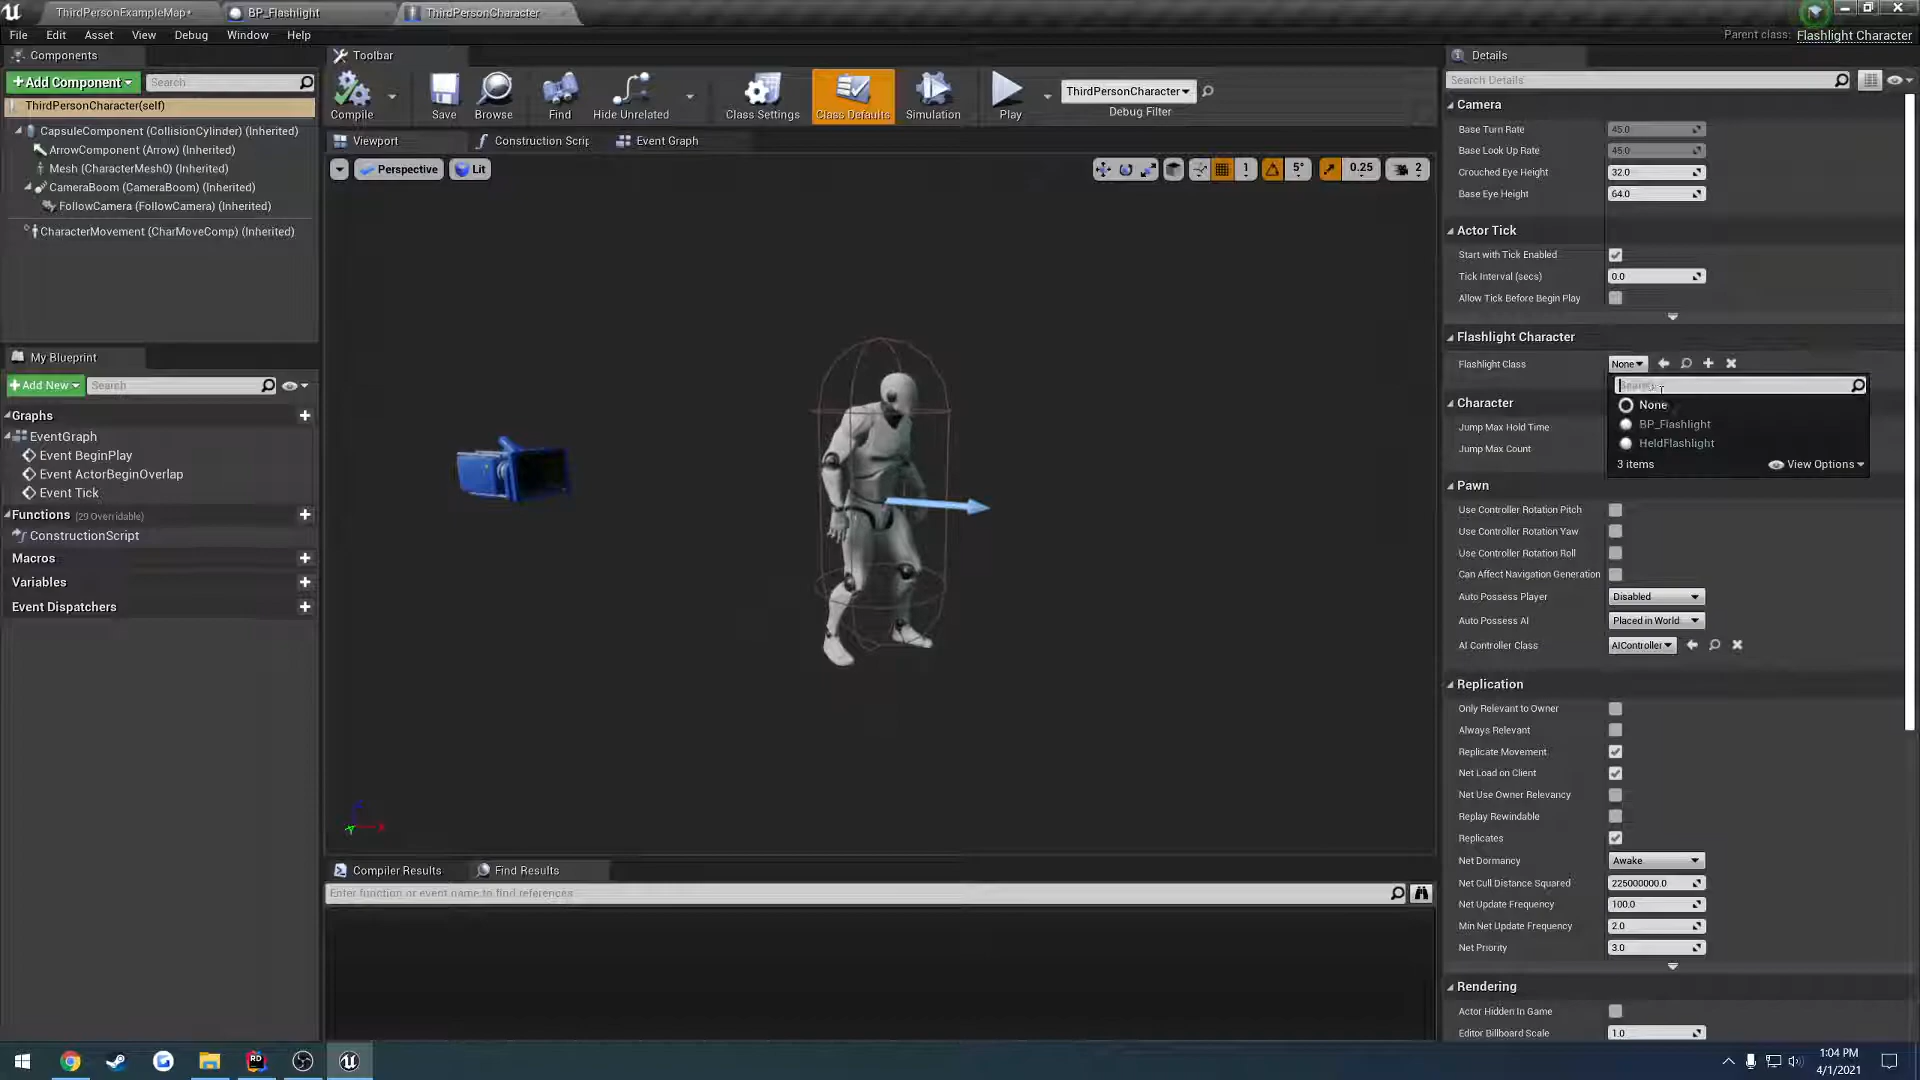 ThirdPersonExampleMap*
BP_Flashlight
ThirdPersonCharacter
File Edit Asset View Debug Window Help
Parent class: Flashlight Character
Components
+Add Component
Search
ThirdPersonCharacter(self)
CapsuleComponent (CollisionCylinder) (Inherited)
ArrowComponent (Arrow) (Inherited)
Mesh (CharacterMesh0) (Inherited)
CameraBoom (CameraBoom) (Inherited)
FollowCamera (FollowCamera) (Inherited)
CharacterMovement (CharMoveComp) (Inherited)
My Blueprint
+Add New
Search
Graphs
EventGraph
Event BeginPlay
Event ActorBeginOverlap
Event Tick
Functions (29 Overridable)
ConstructionScript
Macros
Variables
Event Dispatchers
Toolbar
Compile
Save
Browse
Find
Hide Unrelated
Class Settings
Class Defaults
Simulation
Play
ThirdPersonCharacter
Debug Filter
Viewport
Construction Scrip
Event Graph
Perspective
Lit
1
5°
0.25
2
Compiler Results
Find Results
Enter function or event name to find references...
Details
Search Details
Camera
Base Turn Rate 45.0
Base Look Up Rate 45.0
Crouched Eye Height 32.0
Base Eye Height 64.0
Actor Tick
Start with Tick Enabled
Tick Interval (secs) 0.0
Allow Tick Before Begin Play
Flashlight Character
Flashlight Class None
Search
None
BP_Flashlight
HeldFlashlight
3 items
View Options
Character
Jump Max Hold Time
Jump Max Count
Pawn
Use Controller Rotation Pitch
Use Controller Rotation Yaw
Use Controller Rotation Roll
Can Affect Navigation Generation
Auto Possess Player Disabled
Auto Possess AI Placed in World
AI Controller Class AIController
Replication
Only Relevant to Owner
Always Relevant
Replicate Movement
Net Load on Client
Net Use Owner Relevancy
Replay Rewindable
Replicates
Net Dormancy Awake
Net Cull Distance Squared 225000000.0
Net Update Frequency 100.0
Min Net Update Frequency 2.0
Net Priority 3.0
Rendering
Actor Hidden In Game
Editor Billboard Scale 1.0
1:04 PM
4/1/2021